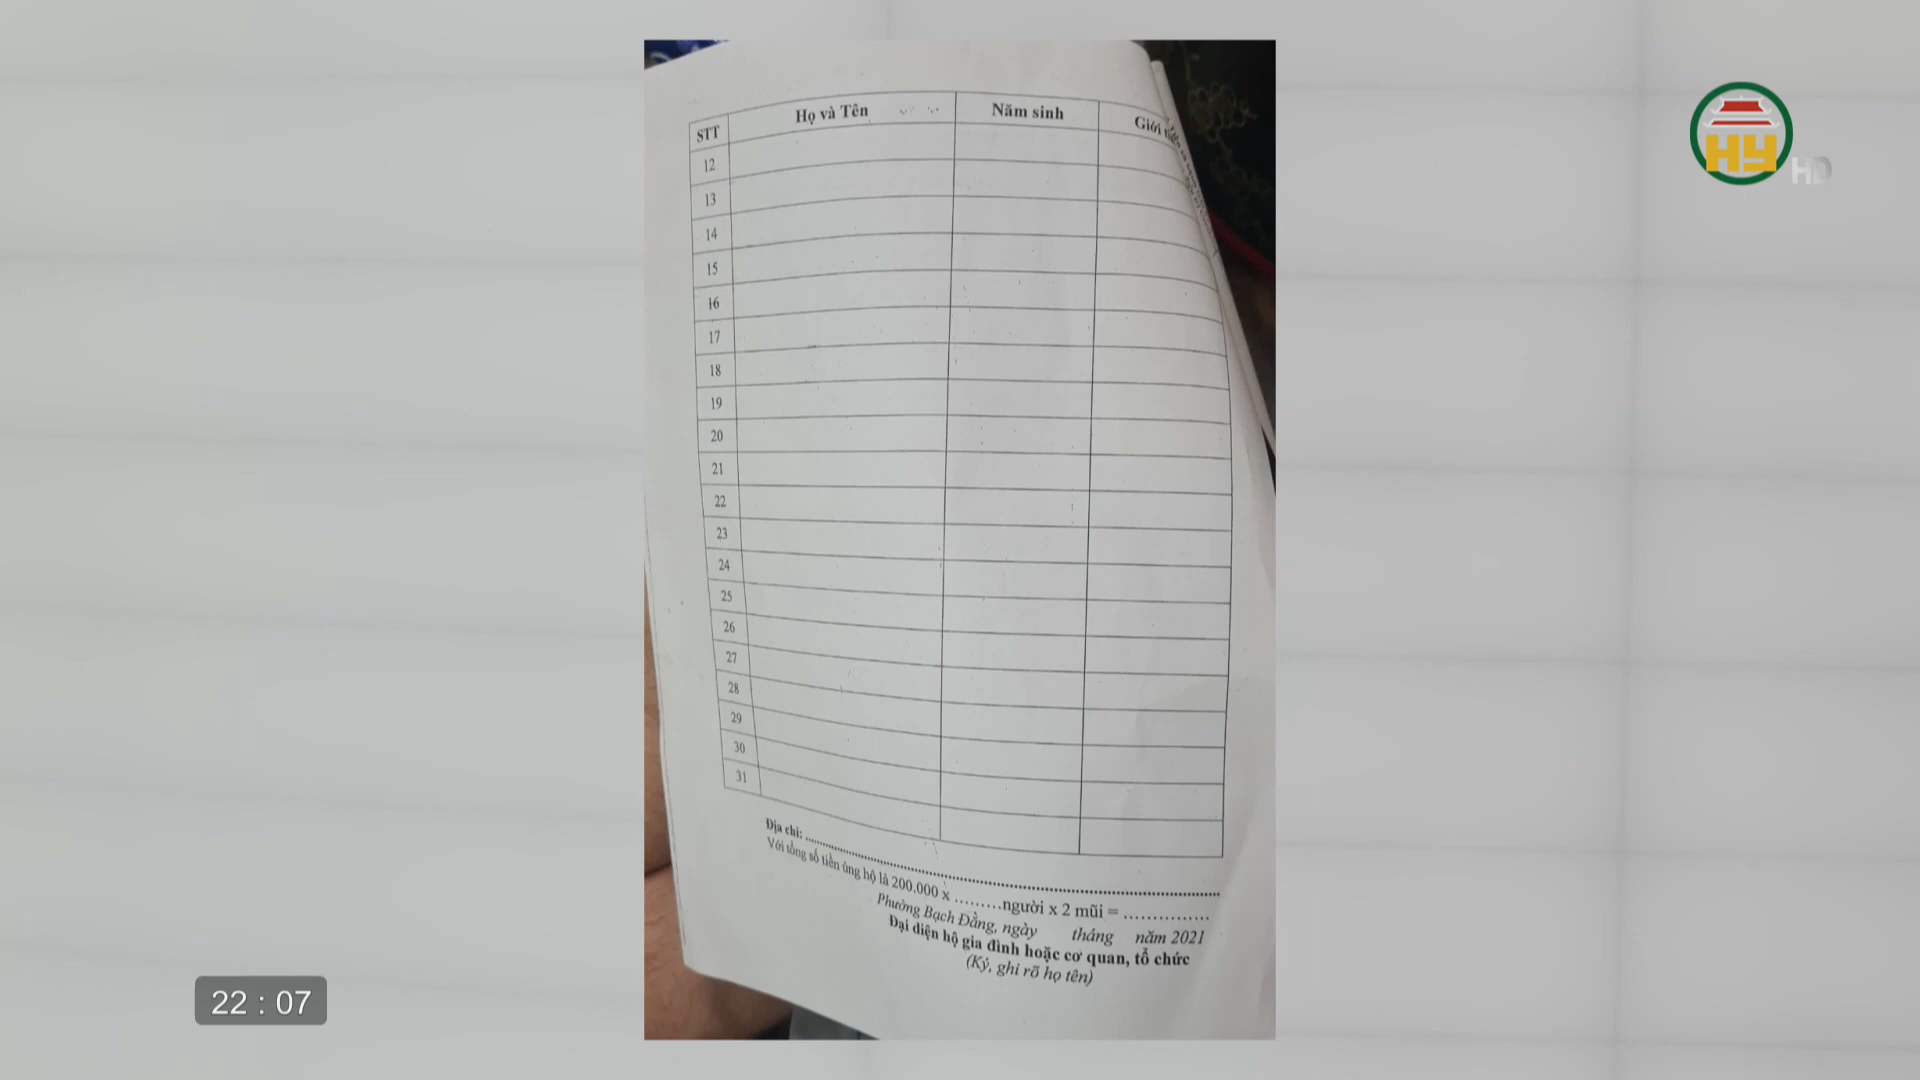 STT Họ và Tên Năm sinh Giới
12
13
14
15
16
17
18
19
20
21
22
23
24
25
26
27
28
29
30
31
Địa chỉ: ........................................................
Với tổng số tiền ủng hộ là 200.000 x .........người x 2 mũi = ...............
Phường Bạch Đằng, ngày tháng năm 2021
Đại diện hộ gia đình hoặc cơ quan, tổ chức
(Ký, ghi rõ họ tên)
HY HD
22 : 07